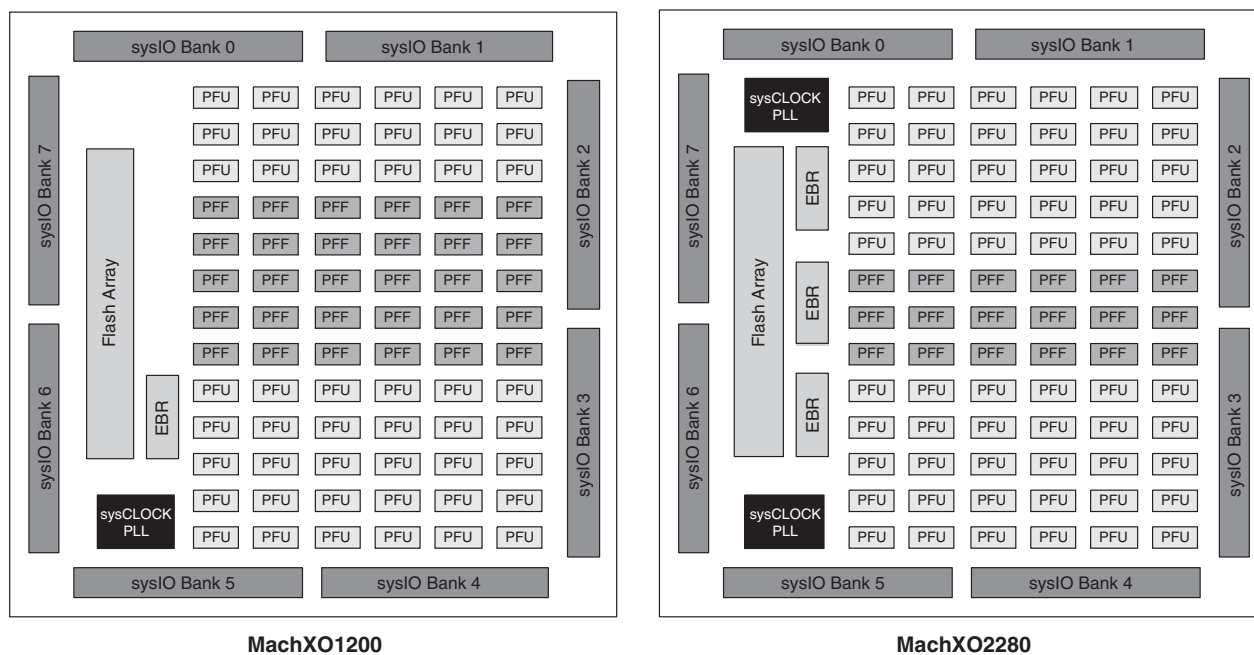 sysIO Bank 0
sysIO Bank 1
sysIO Bank 7
sysIO Bank 6
sysIO Bank 2
sysIO Bank 3
Flash Array
EBR
sysCLOCK
PLL
PFU PFU PFU PFU PFU PFU
PFU PFU PFU PFU PFU PFU
PFU PFU PFU PFU PFU PFU
PFF PFF PFF PFF PFF PFF
PFF PFF PFF PFF PFF PFF
PFF PFF PFF PFF PFF PFF
PFF PFF PFF PFF PFF PFF
PFF PFF PFF PFF PFF PFF
PFU PFU PFU PFU PFU PFU
PFU PFU PFU PFU PFU PFU
PFU PFU PFU PFU PFU PFU
PFU PFU PFU PFU PFU PFU
PFU PFU PFU PFU PFU PFU
sysIO Bank 5
sysIO Bank 4
MachXO1200
sysIO Bank 0
sysIO Bank 1
sysIO Bank 7
sysIO Bank 6
sysIO Bank 2
sysIO Bank 3
sysCLOCK
PLL
Flash Array
EBR
EBR
EBR
sysCLOCK
PLL
PFU PFU PFU PFU PFU PFU
PFU PFU PFU PFU PFU PFU
PFU PFU PFU PFU PFU PFU
PFU PFU PFU PFU PFU PFU
PFU PFU PFU PFU PFU PFU
PFF PFF PFF PFF PFF PFF
PFF PFF PFF PFF PFF PFF
PFF PFF PFF PFF PFF PFF
PFU PFU PFU PFU PFU PFU
PFU PFU PFU PFU PFU PFU
PFU PFU PFU PFU PFU PFU
PFU PFU PFU PFU PFU PFU
PFU PFU PFU PFU PFU PFU
sysIO Bank 5
sysIO Bank 4
MachXO2280